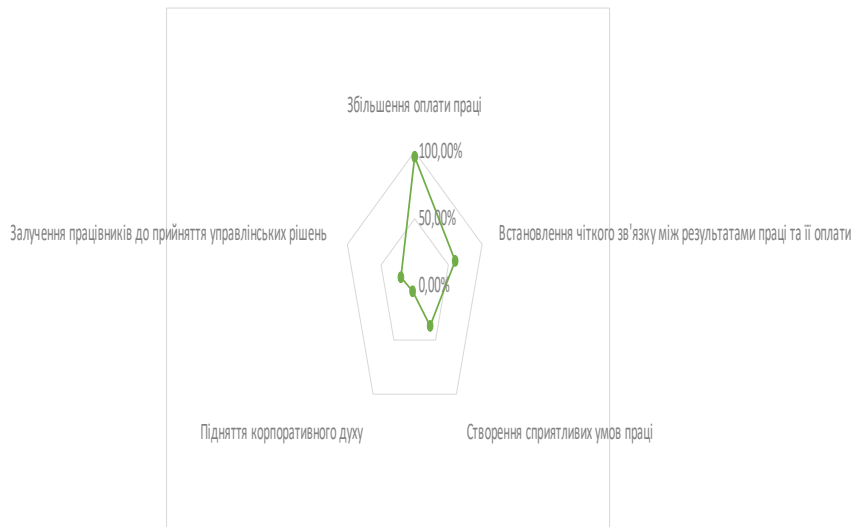 Збільшення оплати праці
100,00%
50,00%
Залучення працівників до прийняття управлінських рішень
Встановлення чіткого зв'язку між результатами праці та її оплати
0,00%
Підняття корпоративного духу
Створення сприятливих умов праці